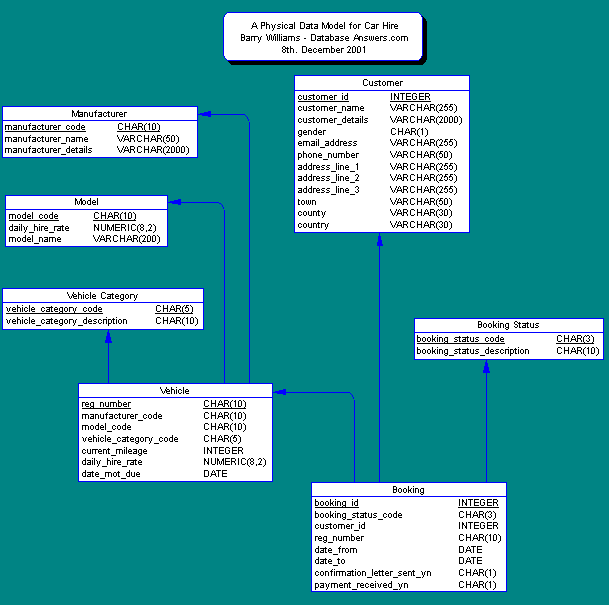 A Physical Data Model for Car Hire
Barry Williams - Database Answers.com
8th. December 2001
Customer
customer_id INTEGER
customer_name VARCHAR(255)
customer_details VARCHAR(2000)
gender CHAR(1)
email_address VARCHAR(255)
phone_number VARCHAR(50)
address_line_1 VARCHAR(255)
address_line_2 VARCHAR(255)
address_line_3 VARCHAR(255)
town VARCHAR(50)
county VARCHAR(30)
country VARCHAR(30)
Manufacturer
manufacturer_code CHAR(10)
manufacturer_name VARCHAR(50)
manufacturer_details VARCHAR(2000)
Model
model_code CHAR(10)
daily_hire_rate NUMERIC(8,2)
model_name VARCHAR(200)
Vehicle Category
vehicle_category_code CHAR(5)
vehicle_category_description CHAR(10)
Booking Status
booking_status_code CHAR(3)
booking_status_description CHAR(10)
Vehicle
reg_number CHAR(10)
manufacturer_code CHAR(10)
model_code CHAR(10)
vehicle_category_code CHAR(5)
current_mileage INTEGER
daily_hire_rate NUMERIC(8,2)
date_mot_due DATE
Booking
booking_id INTEGER
booking_status_code CHAR(3)
customer_id INTEGER
reg_number CHAR(10)
date_from DATE
date_to DATE
confirmation_letter_sent_yn CHAR(1)
payment_received_yn CHAR(1)